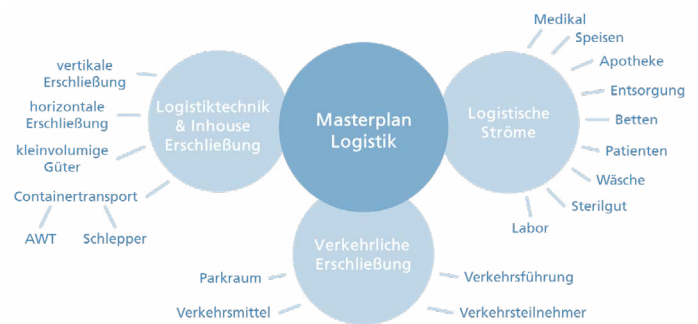 Masterplan
Logistik
Logistiktechnik
& Inhouse
Erschließung
vertikale
Erschließung
horizontale
Erschließung
kleinvolumige
Güter
Containertransport
AWT
Schlepper
Logistische
Ströme
Medikal
Speisen
Apotheke
Entsorgung
Betten
Patienten
Wäsche
Sterilgut
Labor
Verkehrliche
Erschließung
Parkraum
Verkehrsmittel
Verkehrsführung
Verkehrsteilnehmer